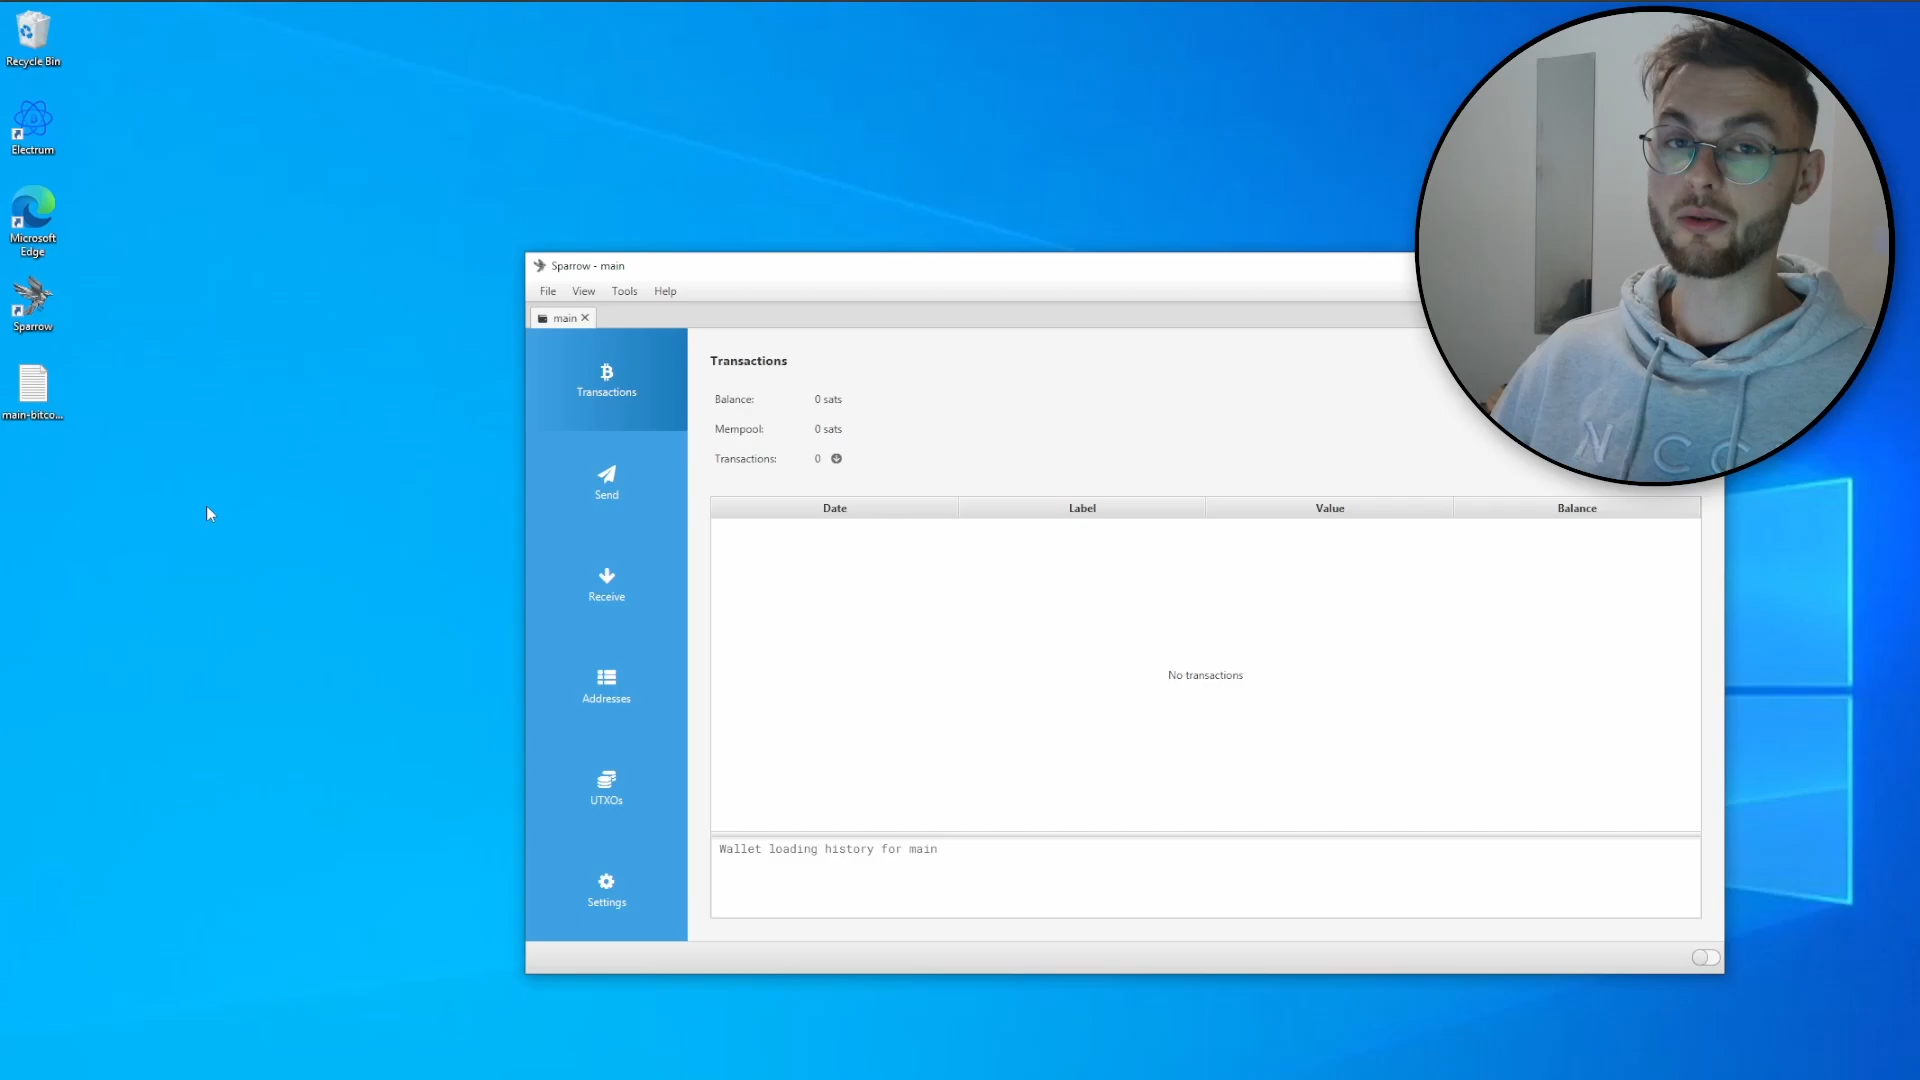 Recycle Bin
Electrum
Microsoft
Edge
Sparrow
main-bitco...
Sparrow - main
File View Tools Help
main
Transactions
Send
Receive
Addresses
UTXOs
Settings
Transactions
Balance: 0 sats
Mempool: 0 sats
Transactions: 0
Date Label Value Balance
No transactions
Wallet loading history for main
N C C